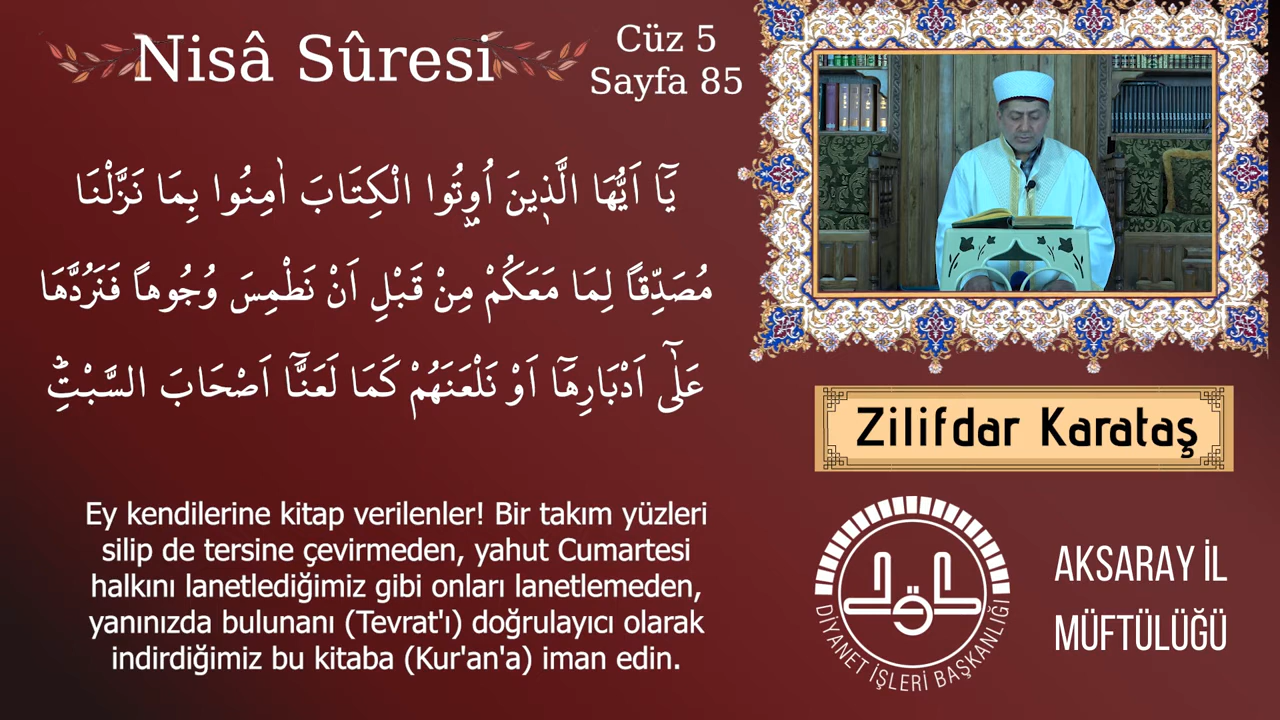 Nisâ Sûresi
Cüz 5
Sayfa 85
يَٓا اَيُّهَا الَّذ۪ينَ اُو۫تُوا الْكِتَابَ اٰمِنُوا بِمَا نَزَّلْنَا
مُصَدِّقاً لِمَا مَعَكُمْ مِنْ قَبْلِ اَنْ نَطْمِسَ وُجُوهاً فَنَرُدَّهَا
عَلٰٓى اَدْبَارِهَٓا اَوْ نَلْعَنَهُمْ كَمَا لَعَنَّٓا اَصْحَابَ السَّبْتِۜ
Ey kendilerine kitap verilenler! Bir takım yüzleri
silip de tersine çevirmeden, yahut Cumartesi
halkını lanetlediğimiz gibi onları lanetlemeden,
yanınızda bulunanı (Tevrat'ı) doğrulayıcı olarak
indirdiğimiz bu kitaba (Kur'an'a) iman edin.
Zilifdar Karataş
DİYANET İŞLERİ BAŞKANLIĞI
AKSARAY İL
MÜFTÜLÜĞÜ